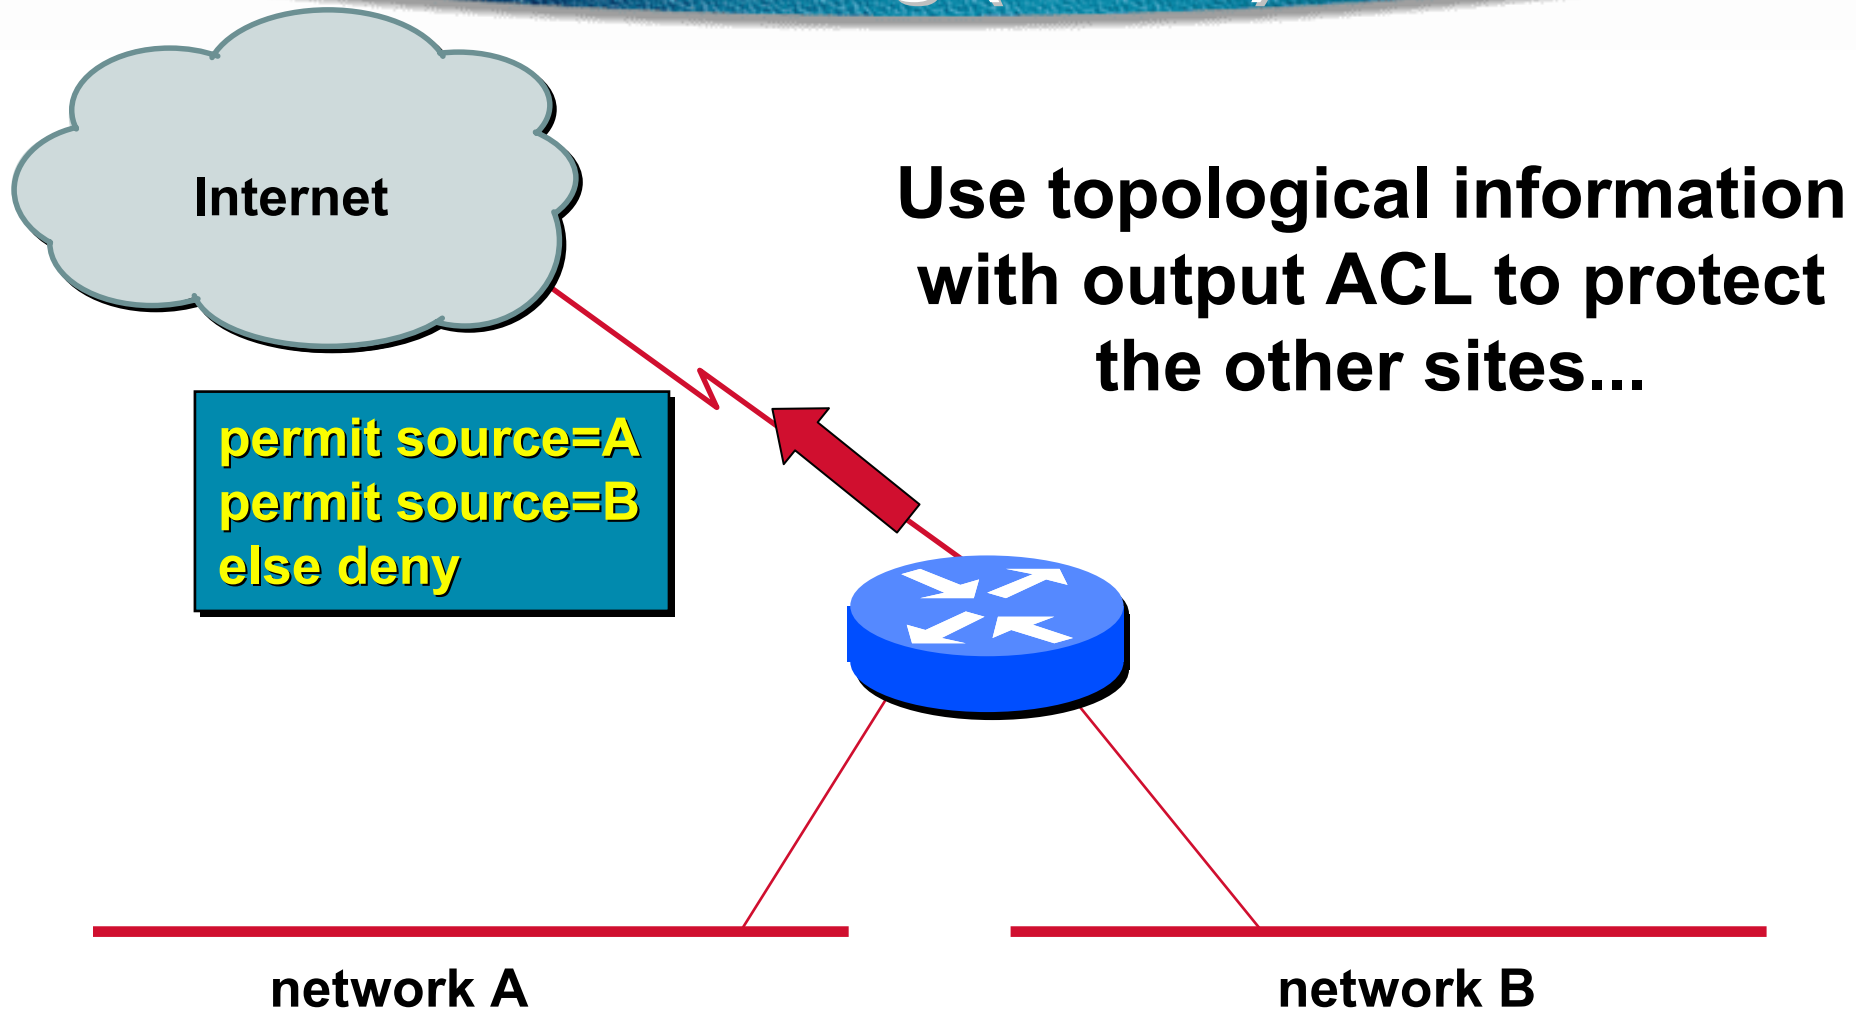 Internet
Use topological information
with output ACL to protect
the other sites...
permit source=A
permit source=B
else deny
network A
network B